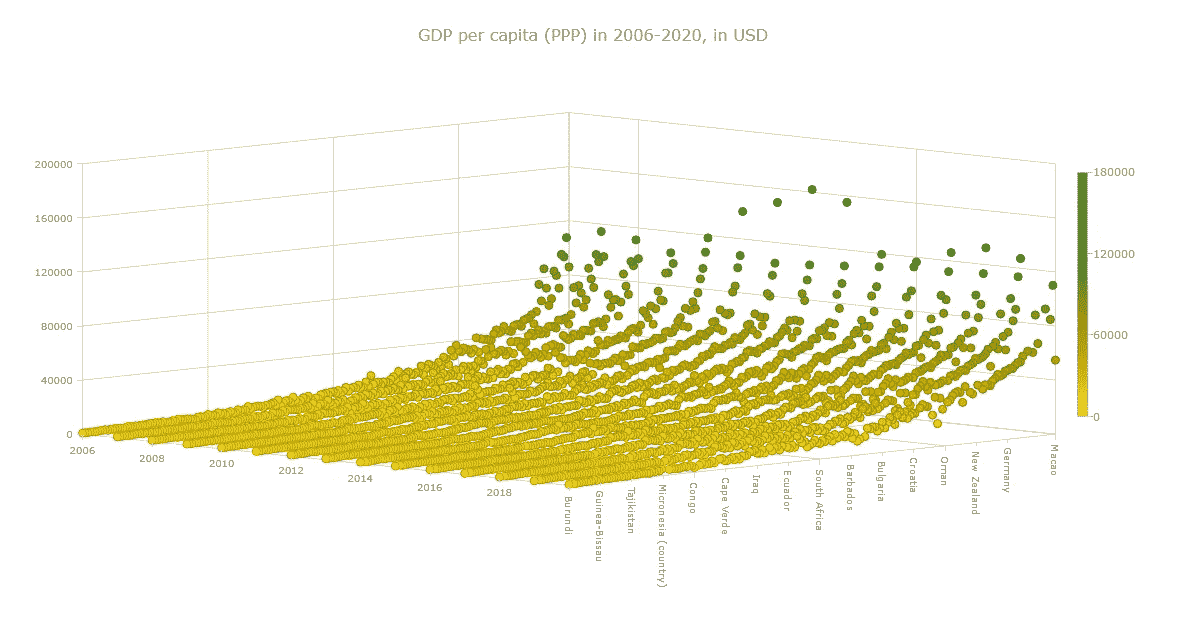 GDP per capita (PPP) in 2006-2020, in USD
200000
160000
120000
80000
40000
0
2006
2008
2010
2012
2014
2016
2018
Burundi
Guinea-Bissau
Tajikistan
Micronesia (country)
Congo
Cape Verde
Iraq
Ecuador
South Africa
Barbados
Bulgaria
Croatia
Oman
New Zealand
Germany
Macao
180000
120000
60000
0